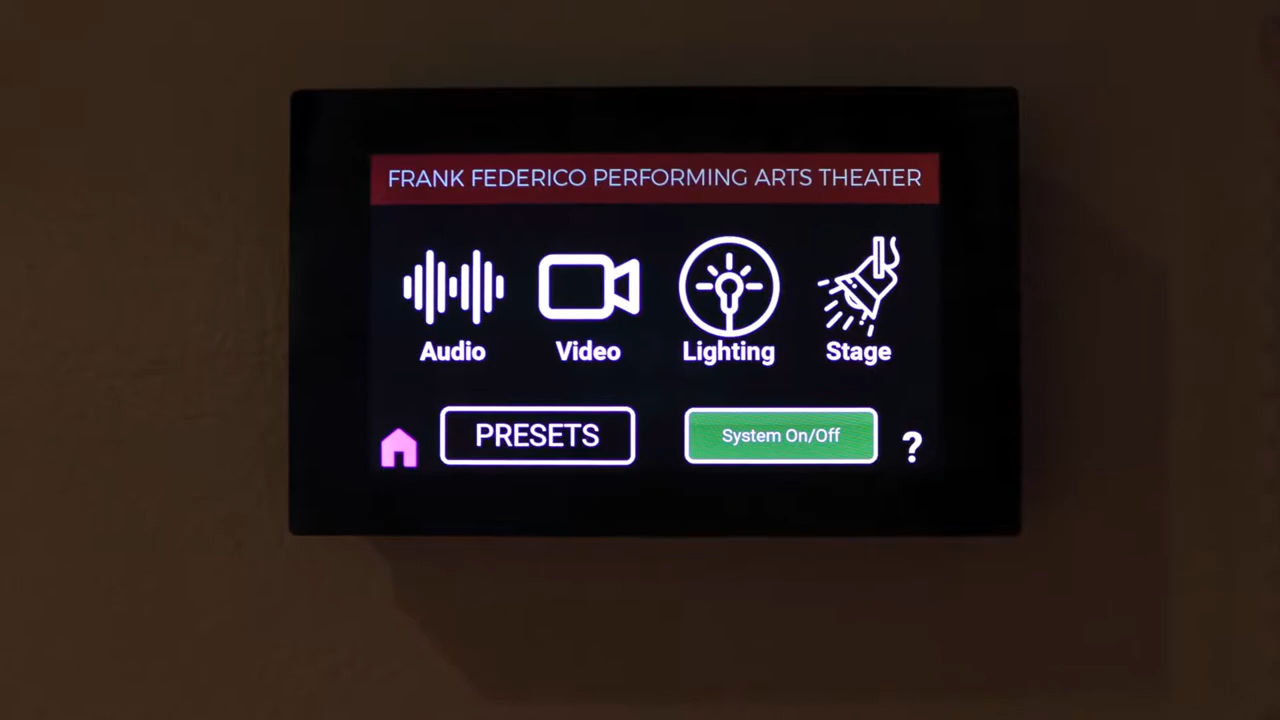 FRANK FEDERICO PERFORMING ARTS THEATER
Audio Video Lighting Stage
PRESETS System On/Off ?